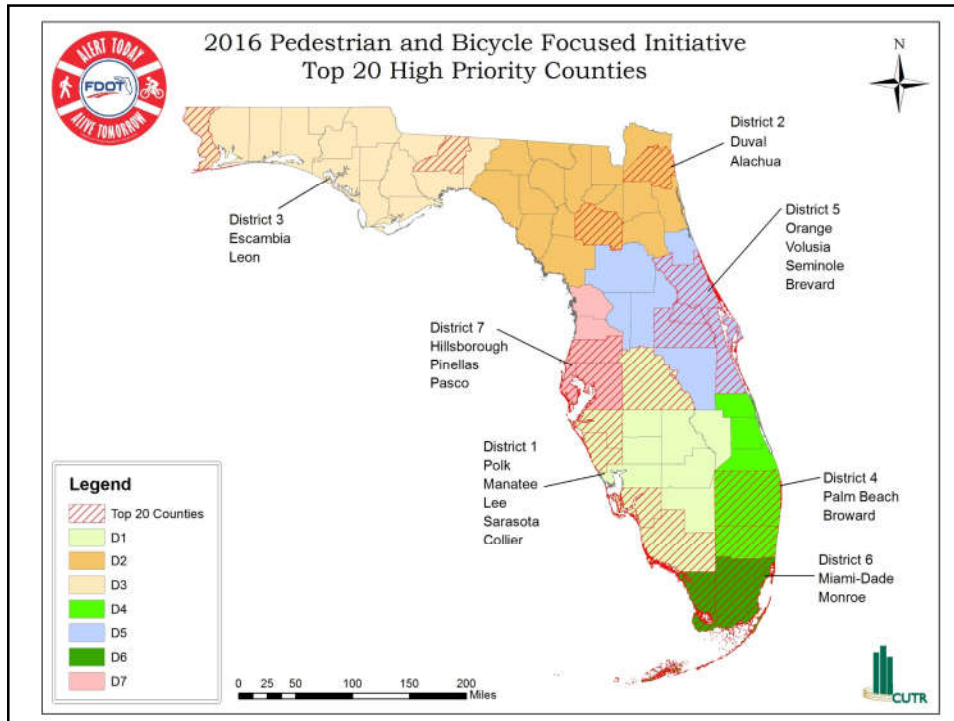 2016 Pedestrian and Bicycle Focused Initiative
Top 20 High Priority Counties
ALERT TODAY
FDOT
ALIVE TOMORROW
N
District 2
Duval
Alachua
District 3
Escambia
Leon
District 5
Orange
Volusia
Seminole
Brevard
District 7
Hillsborough
Pinellas
Pasco
District 1
Polk
Manatee
Lee
Sarasota
Collier
District 4
Palm Beach
Broward
District 6
Miami-Dade
Monroe
Legend
Top 20 Counties
D1
D2
D3
D4
D5
D6
D7
0 25 50 100 150 200
Miles
CUTR